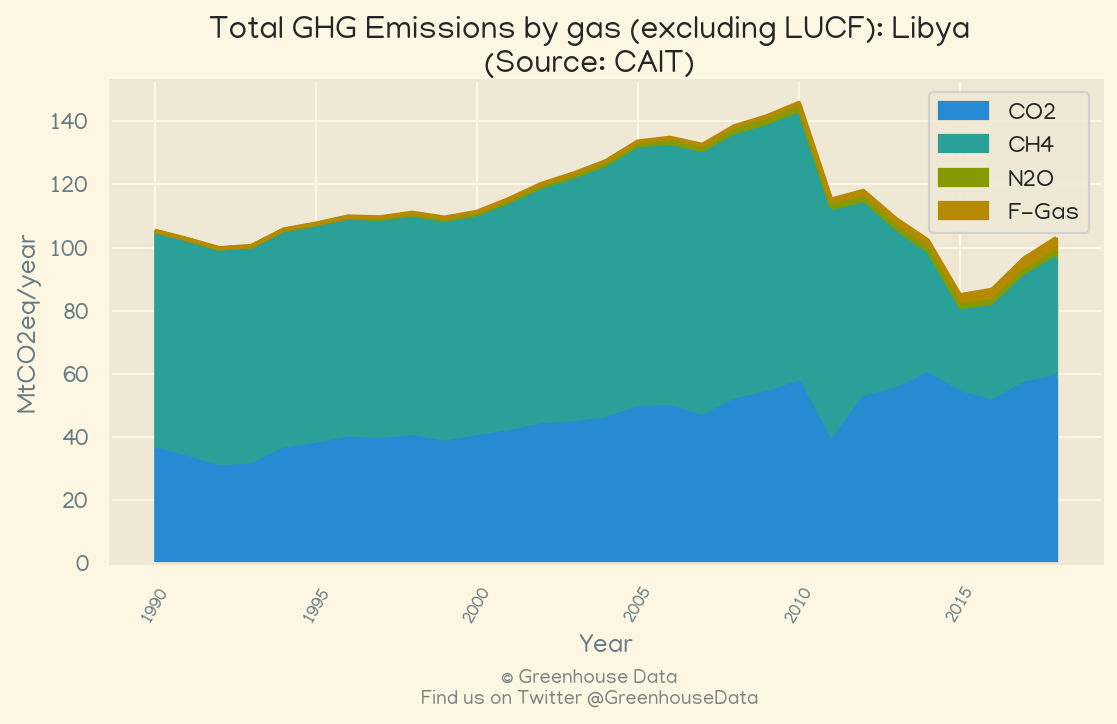 Total GHG Emissions by gas (excluding LUCF): Libya
(Source: CAIT)
MtCO2eq/year
140
120
100
80
60
40
20
0
CO2
CH4
N2O
F-Gas
1990
1995
2000
2005
2010
2015
Year
© Greenhouse Data
Find us on Twitter @GreenhouseData